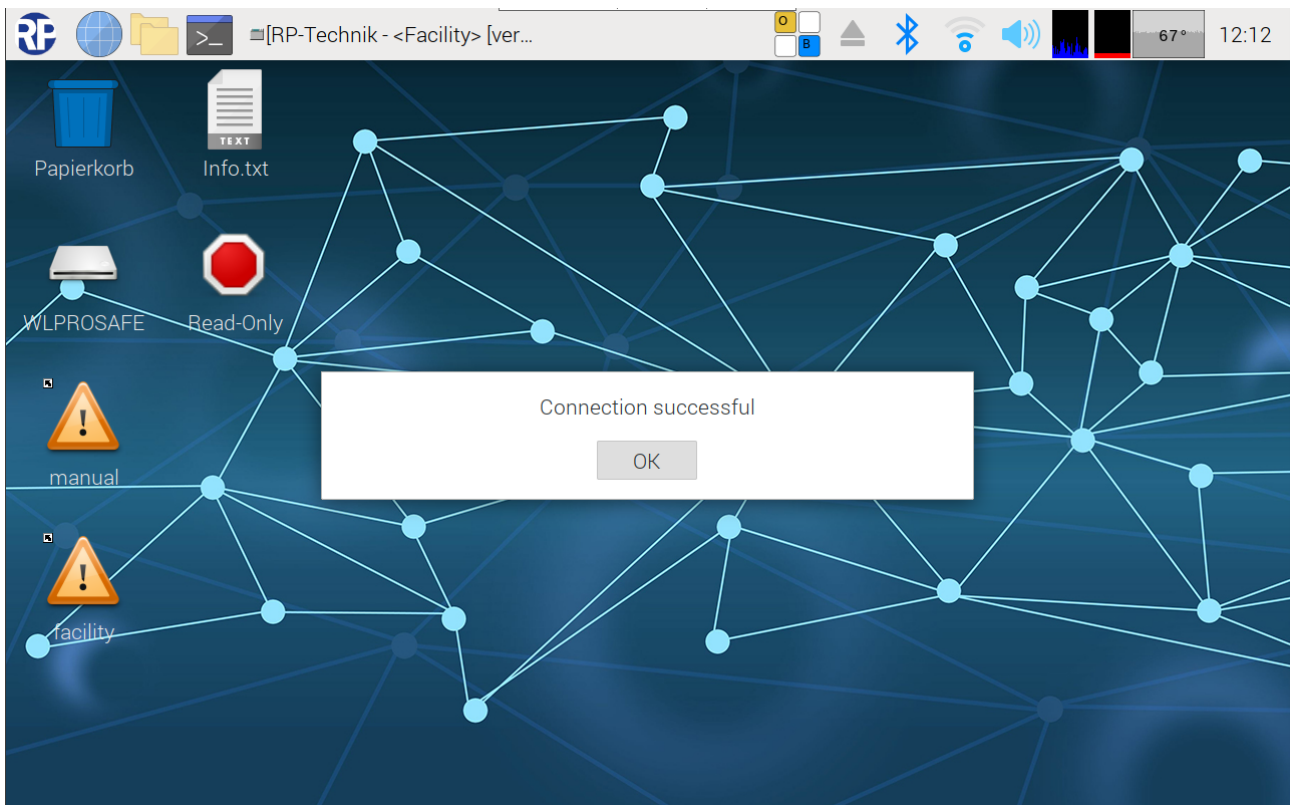 RP
>_
[RP-Technik - <Facility> [ver...
O
B
67°
12:12
Papierkorb
TEXT
Info.txt
WLPROSAFE
Read-Only
manual
facility
Connection successful
OK